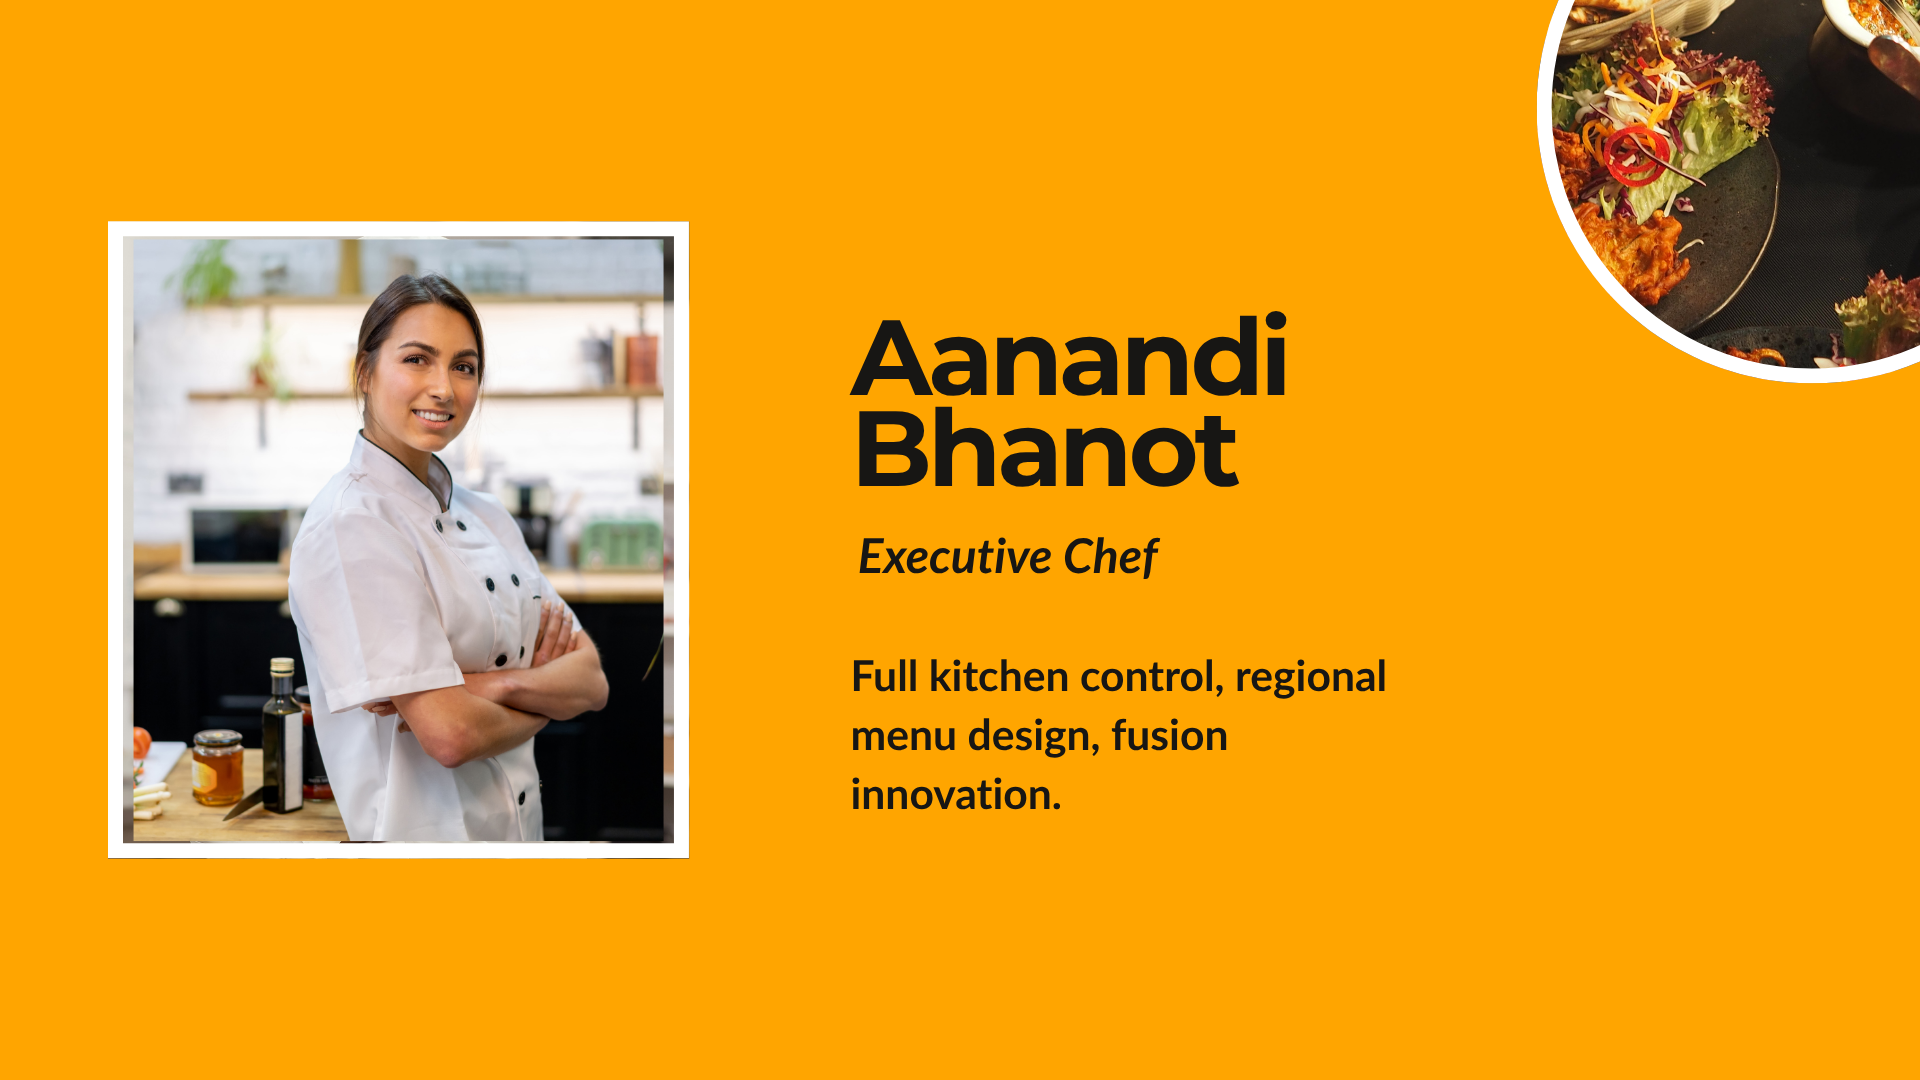 Aanandi
Bhanot
Executive Chef
Full kitchen control, regional
menu design, fusion
innovation.